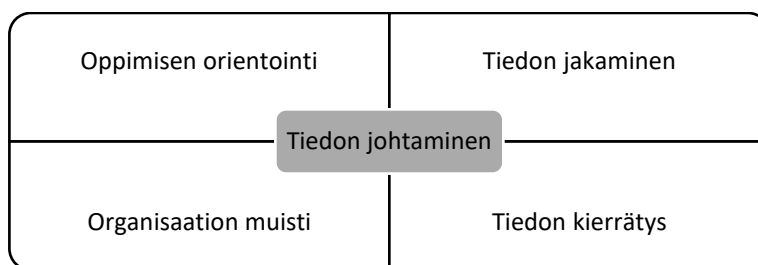 Oppimisen orientointi
Tiedon jakaminen
Tiedon johtaminen
Organisaation muisti
Tiedon kierrätys